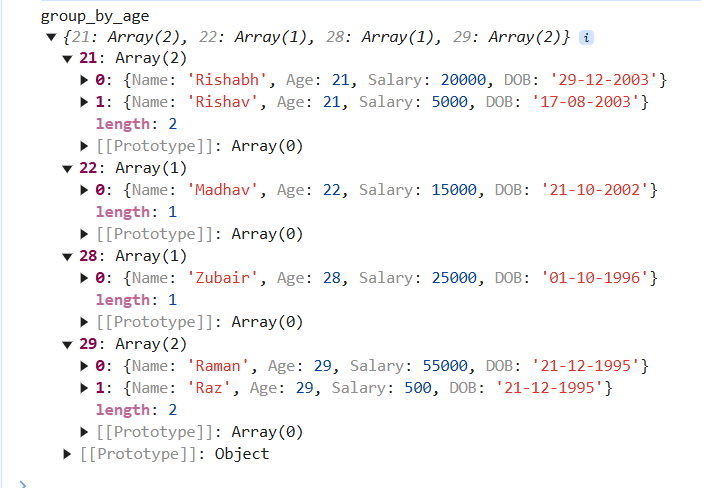 group_by_age
▼ {21: Array(2), 22: Array(1), 28: Array(1), 29: Array(2)} i
▼ 21: Array(2)
▶ 0: {Name: 'Rishabh', Age: 21, Salary: 20000, DOB: '29-12-2003'}
▶ 1: {Name: 'Rishav', Age: 21, Salary: 5000, DOB: '17-08-2003'}
length: 2
▶ [[Prototype]]: Array(0)
▼ 22: Array(1)
▶ 0: {Name: 'Madhav', Age: 22, Salary: 15000, DOB: '21-10-2002'}
length: 1
▶ [[Prototype]]: Array(0)
▼ 28: Array(1)
▶ 0: {Name: 'Zubair', Age: 28, Salary: 25000, DOB: '01-10-1996'}
length: 1
▶ [[Prototype]]: Array(0)
▼ 29: Array(2)
▶ 0: {Name: 'Raman', Age: 29, Salary: 55000, DOB: '21-12-1995'}
▶ 1: {Name: 'Raz', Age: 29, Salary: 500, DOB: '21-12-1995'}
length: 2
▶ [[Prototype]]: Array(0)
▶ [[Prototype]]: Object